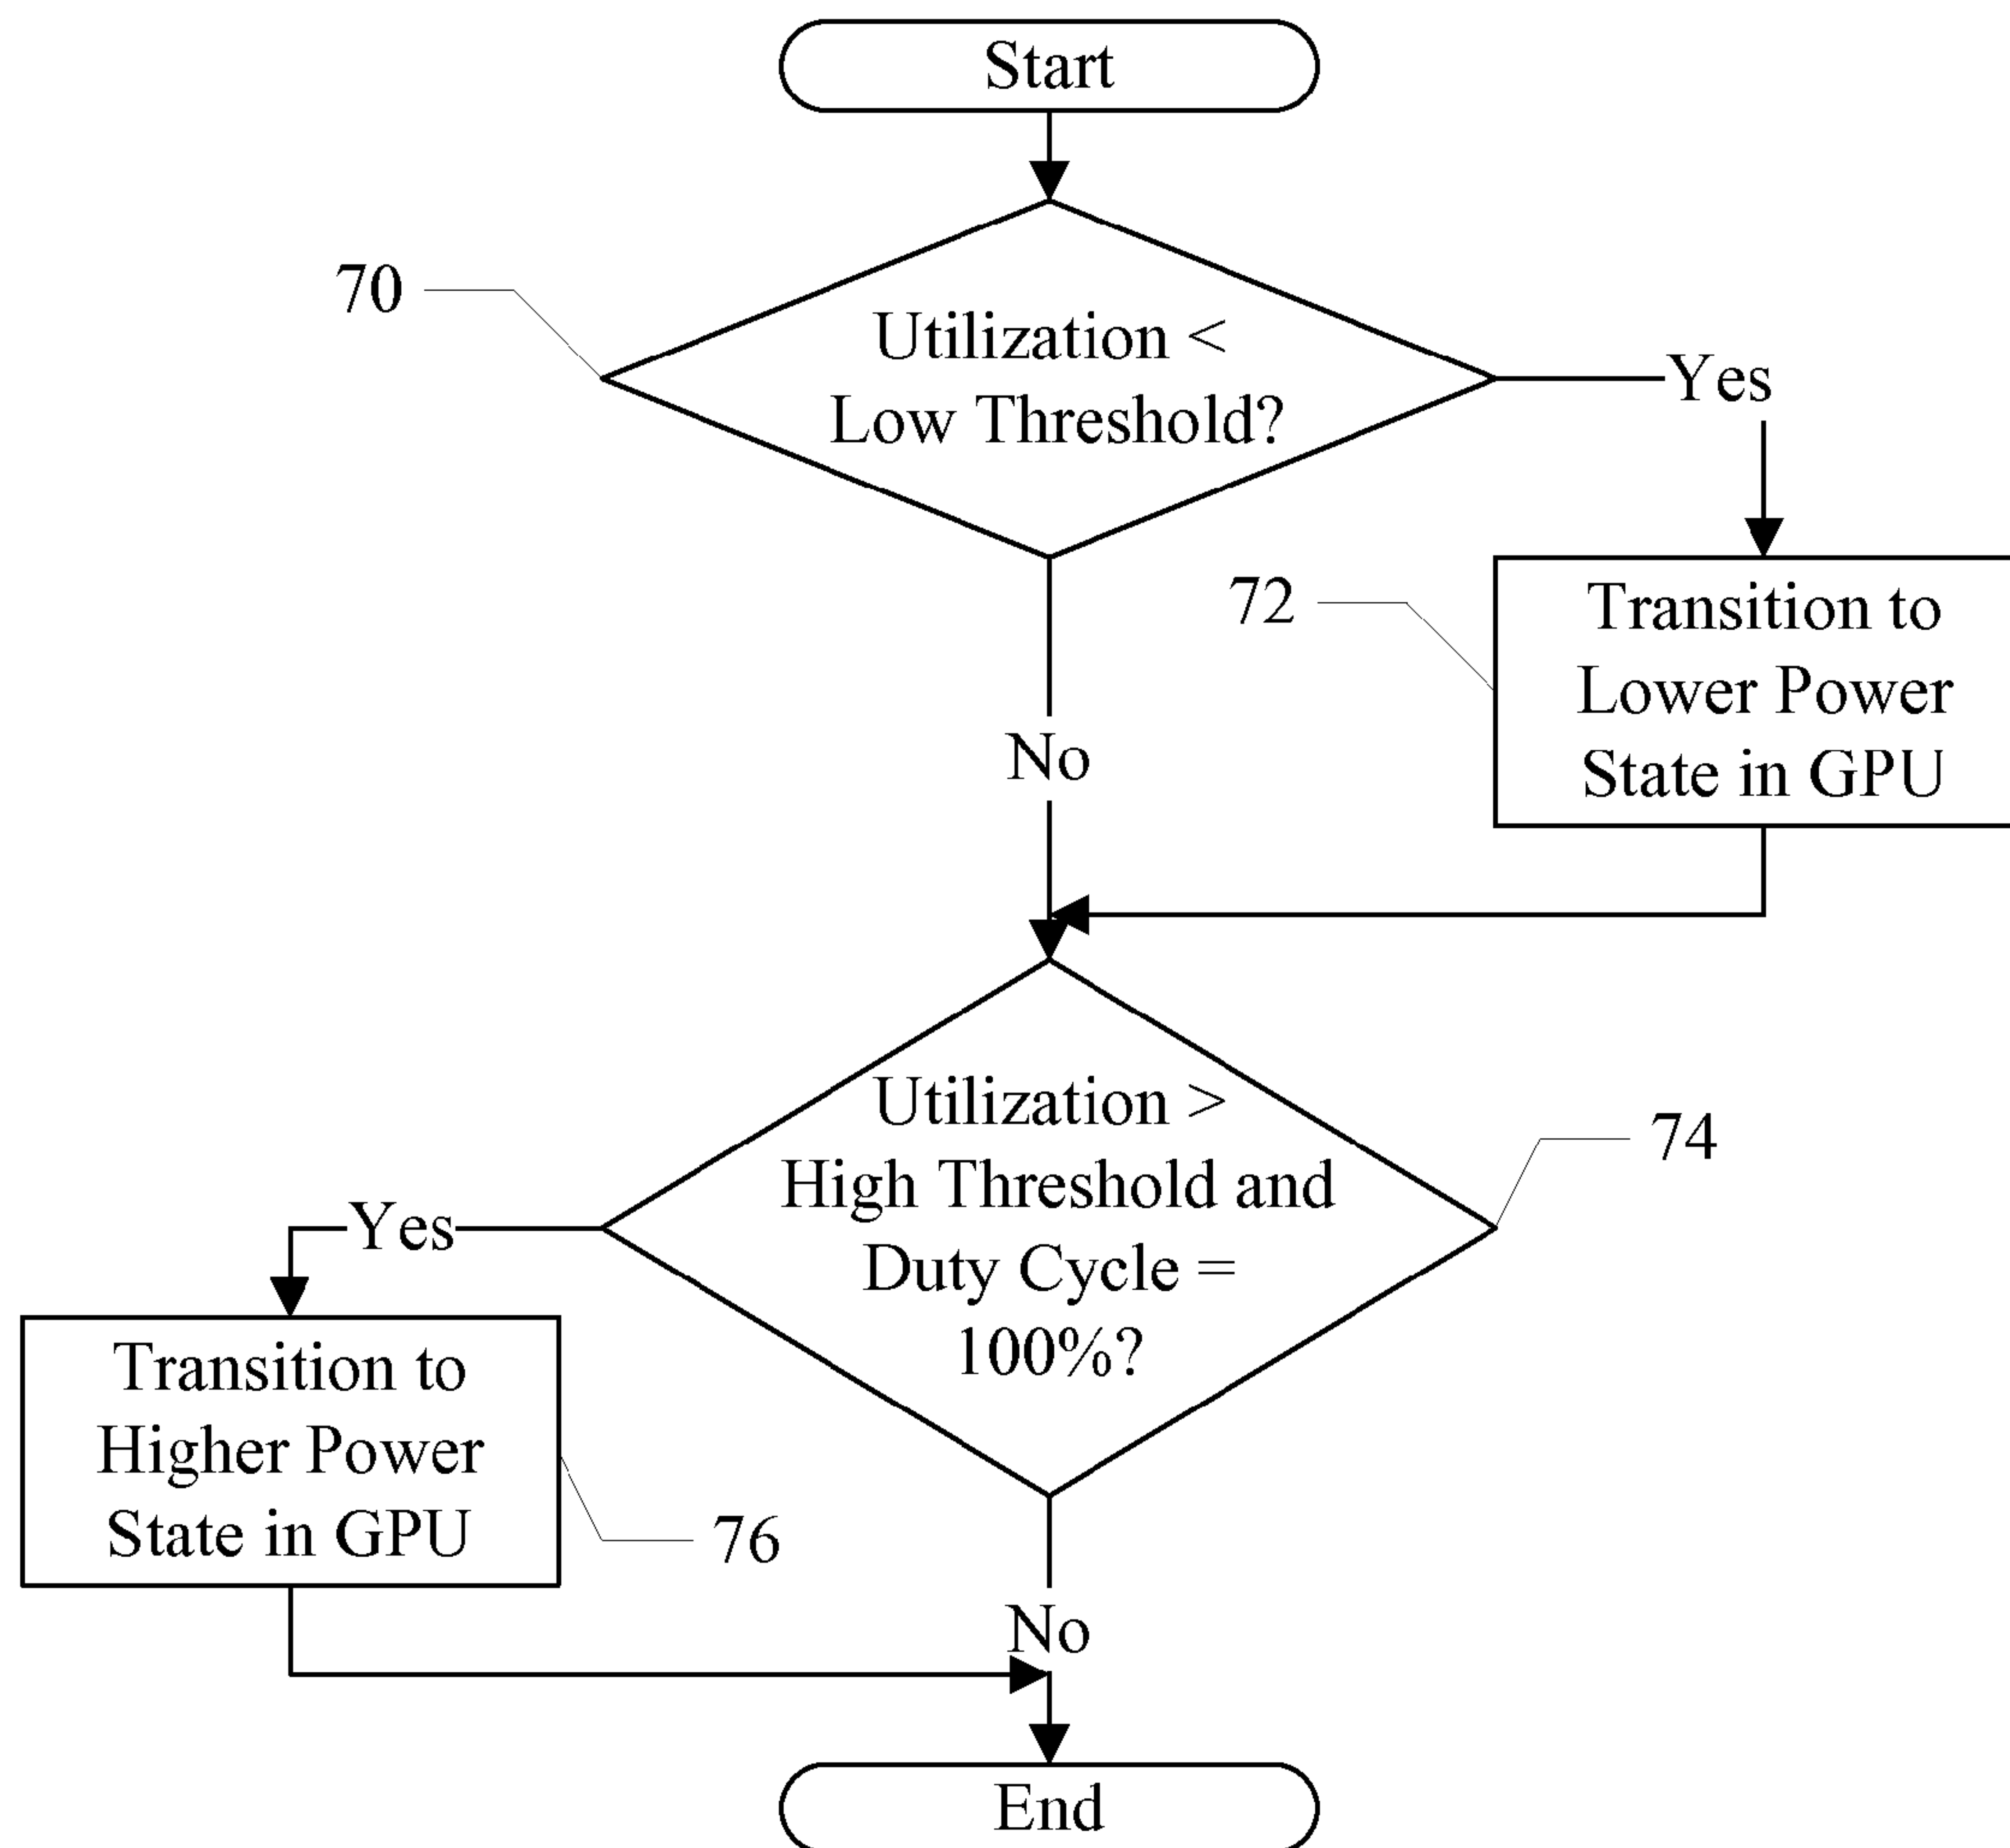 Start
70
Utilization <
Low Threshold?
Yes
72
Transition to
Lower Power
State in GPU
No
Utilization >
High Threshold and
Duty Cycle =
100%?
74
Yes
Transition to
Higher Power
State in GPU
76
No
End